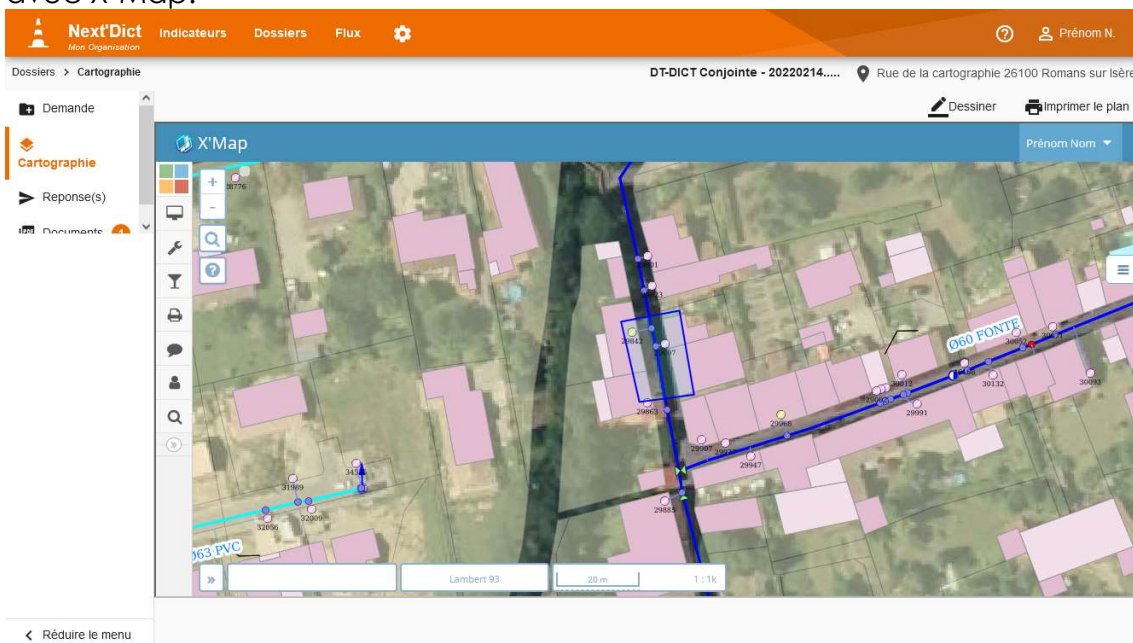 avec X'Map.
Next'Dict
Mon Organisation
Indicateurs
Dossiers
Flux
Prénom N.
Dossiers > Cartographie
DT-DICT Conjointe - 20220214.....
Rue de la cartographie 26100 Romans sur Isère
Demande
Dessiner
Imprimer le plan
Cartographie
X'Map
Prénom Nom
Reponse(s)
Documents
+
-
?
29842
29863
29885
29947
29968
29991
30012
30132
30093
Ø60 FONTE
31989
32009
32056
Ø63 PVC
»
Lambert 93
20 m
1 : 1k
< Réduire le menu